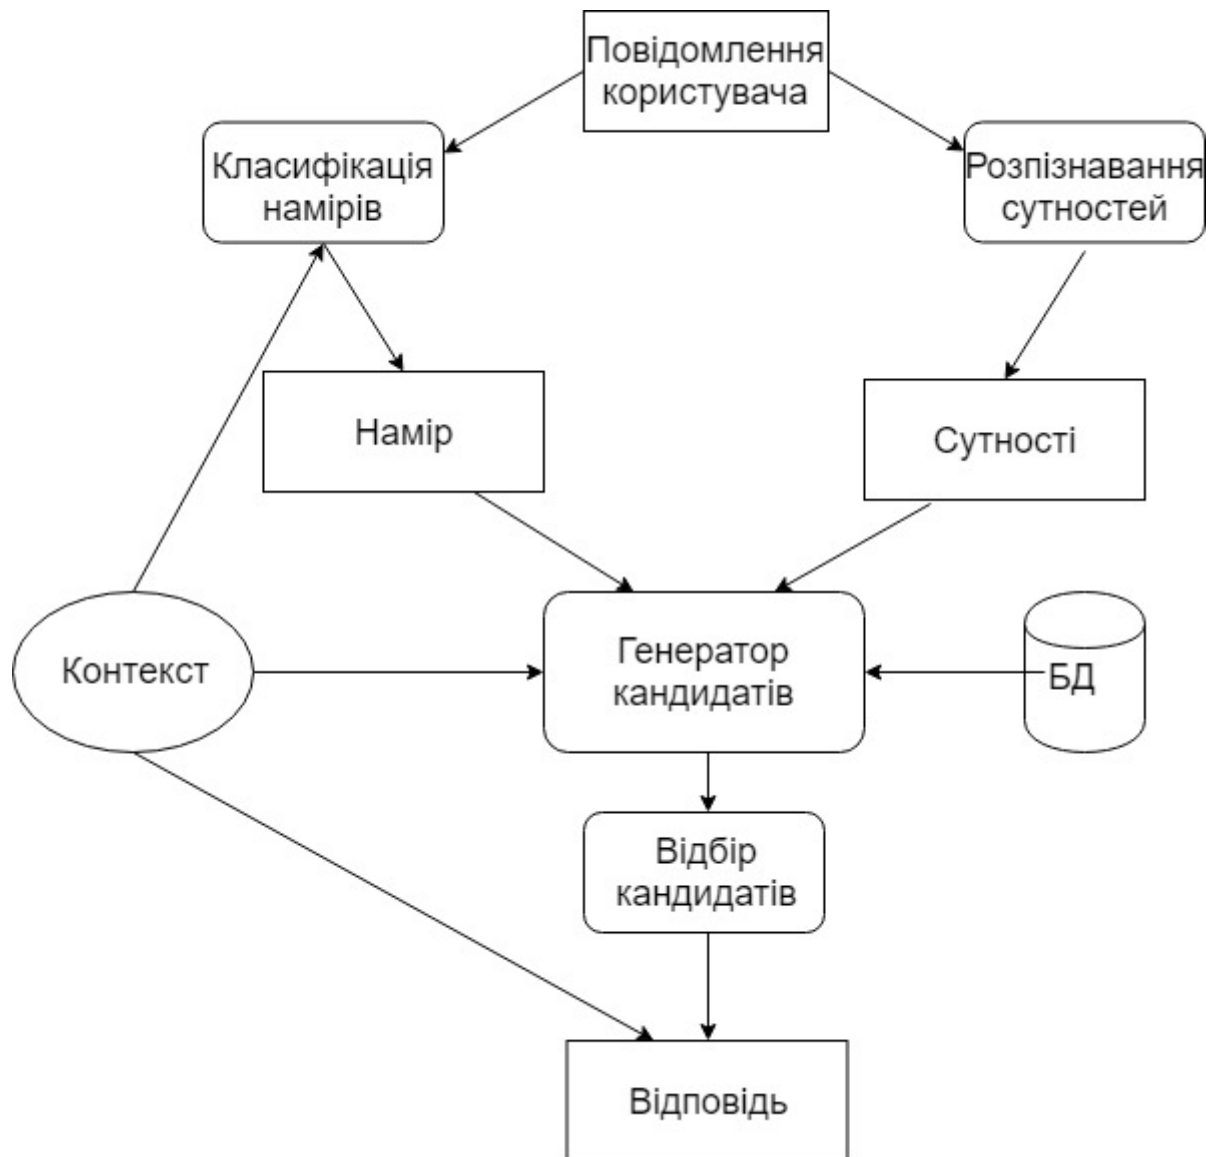 Повідомлення
користувача
Класифікація
намірів
Розпізнавання
сутностей
Намір
Сутності
Контекст
Генератор
кандидатів
БД
Відбір
кандидатів
Відповідь